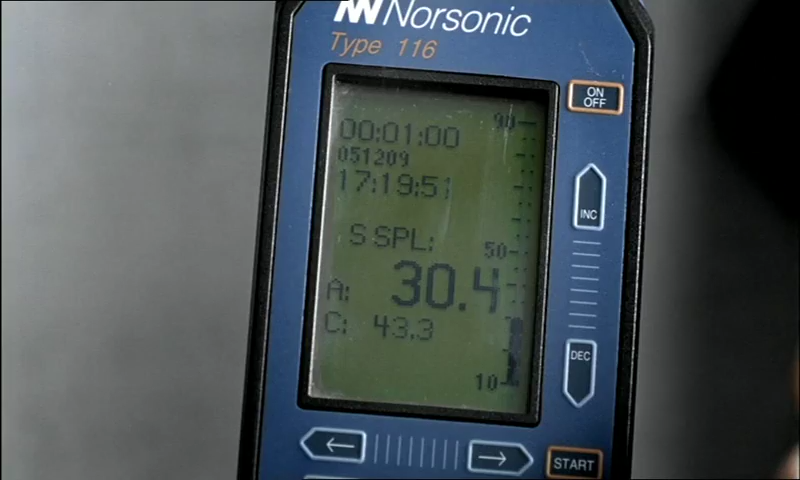 Norsonic
Type 116
ON
OFF
90
00:01:00
051209
17:19:51
INC
S SPL:
50
A: 30.4
C: 43.3
DEC
10
START